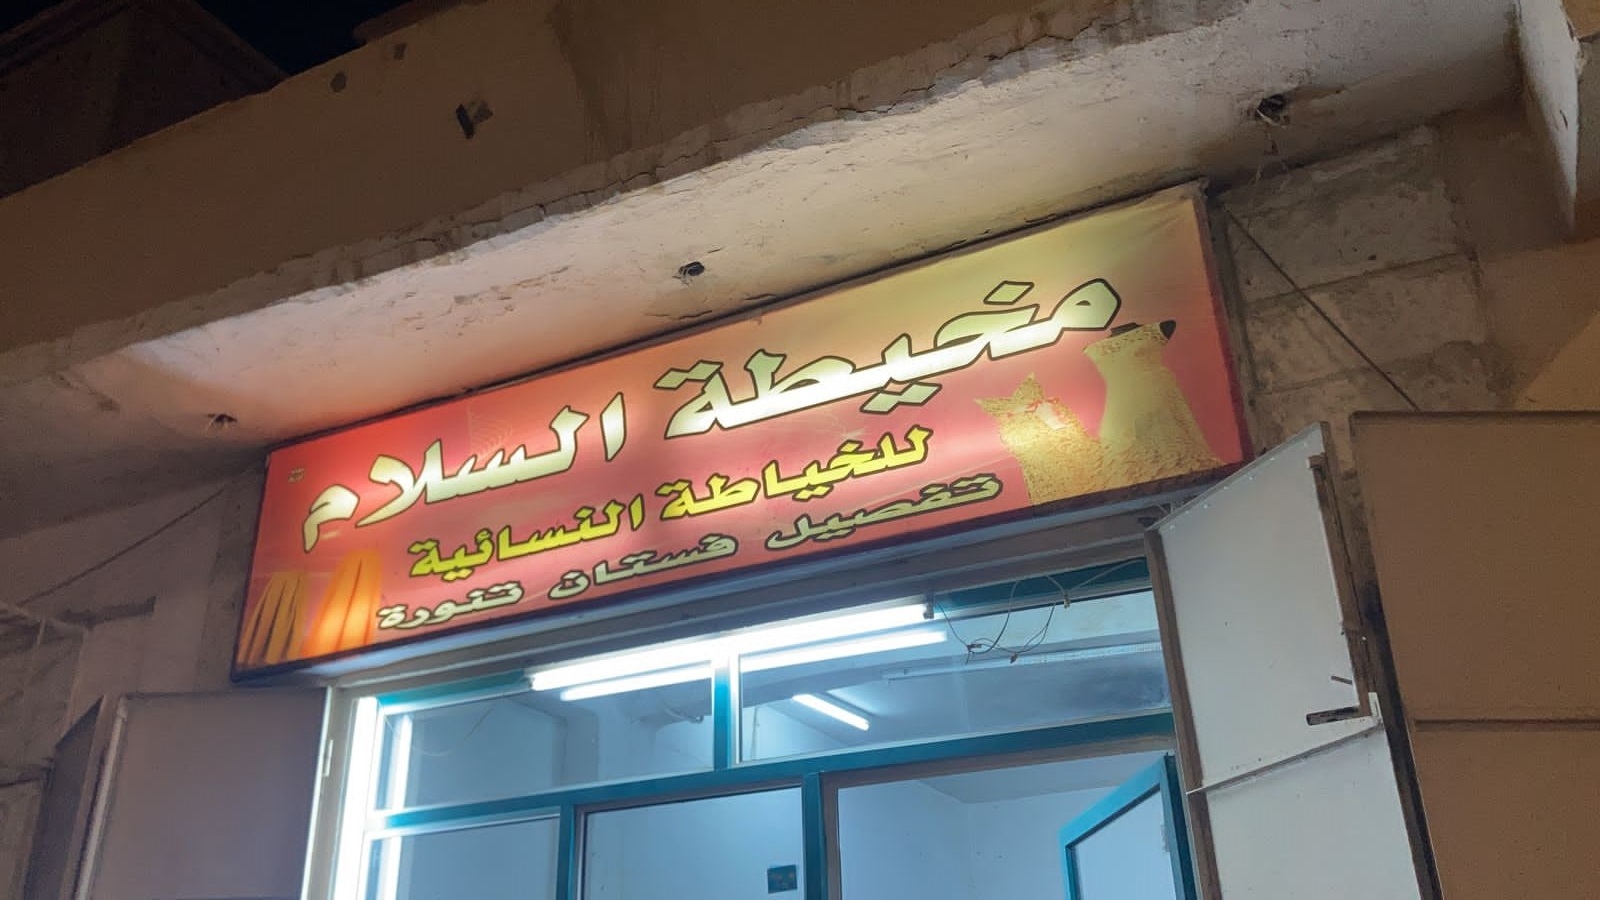 مخيطة السلام
للخياطة النسائية
تفصيل فستان تنورة